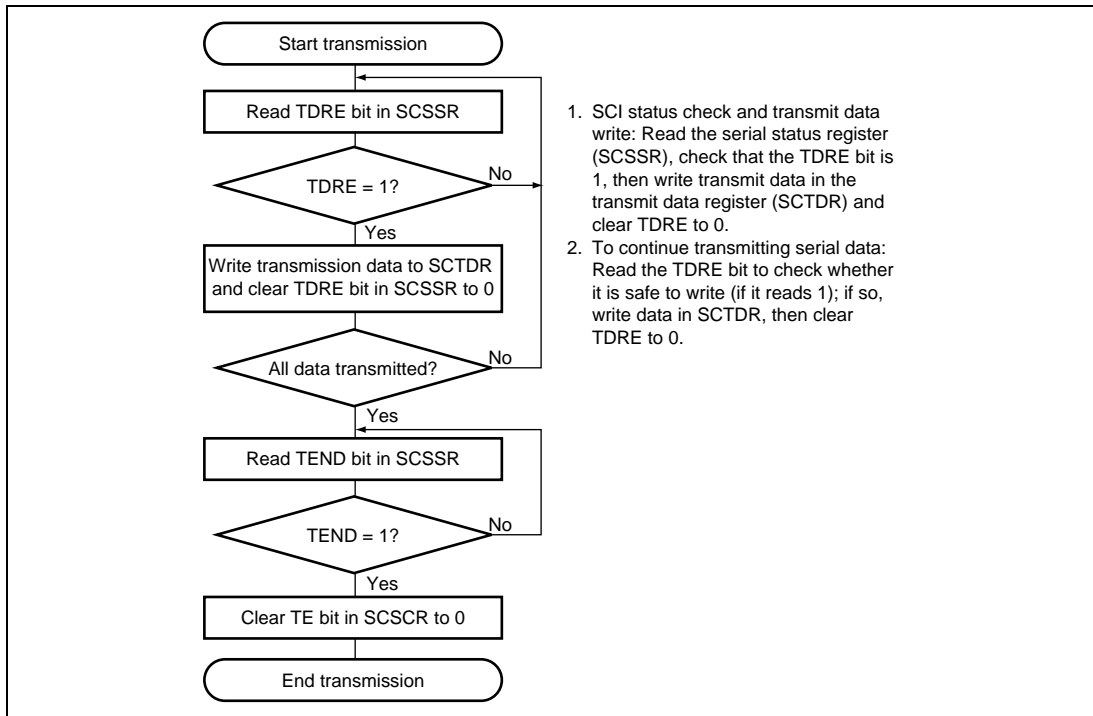 Start transmission
Read TDRE bit in SCSSR
TDRE = 1?
No
Yes
Write transmission data to SCTDR
and clear TDRE bit in SCSSR to 0
All data transmitted?
No
Yes
Read TEND bit in SCSSR
TEND = 1?
No
Yes
Clear TE bit in SCSCR to 0
End transmission
1. SCI status check and transmit data
write: Read the serial status register
(SCSSR), check that the TDRE bit is
1, then write transmit data in the
transmit data register (SCTDR) and
clear TDRE to 0.
2. To continue transmitting serial data:
Read the TDRE bit to check whether
it is safe to write (if it reads 1); if so,
write data in SCTDR, then clear
TDRE to 0.